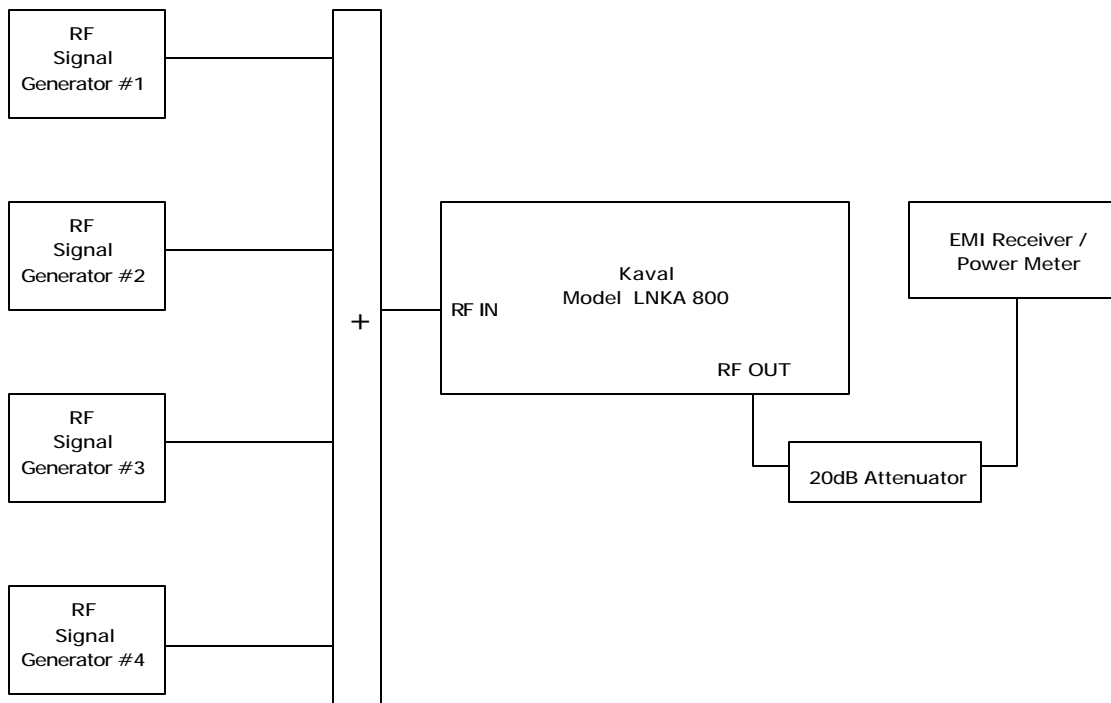 RF
Signal
Generator #1
RF
Signal
Generator #2
RF
Signal
Generator #3
RF
Signal
Generator #4
+
RF IN
Kaval
Model LNKA 800
RF OUT
20dB Attenuator
EMI Receiver /
Power Meter